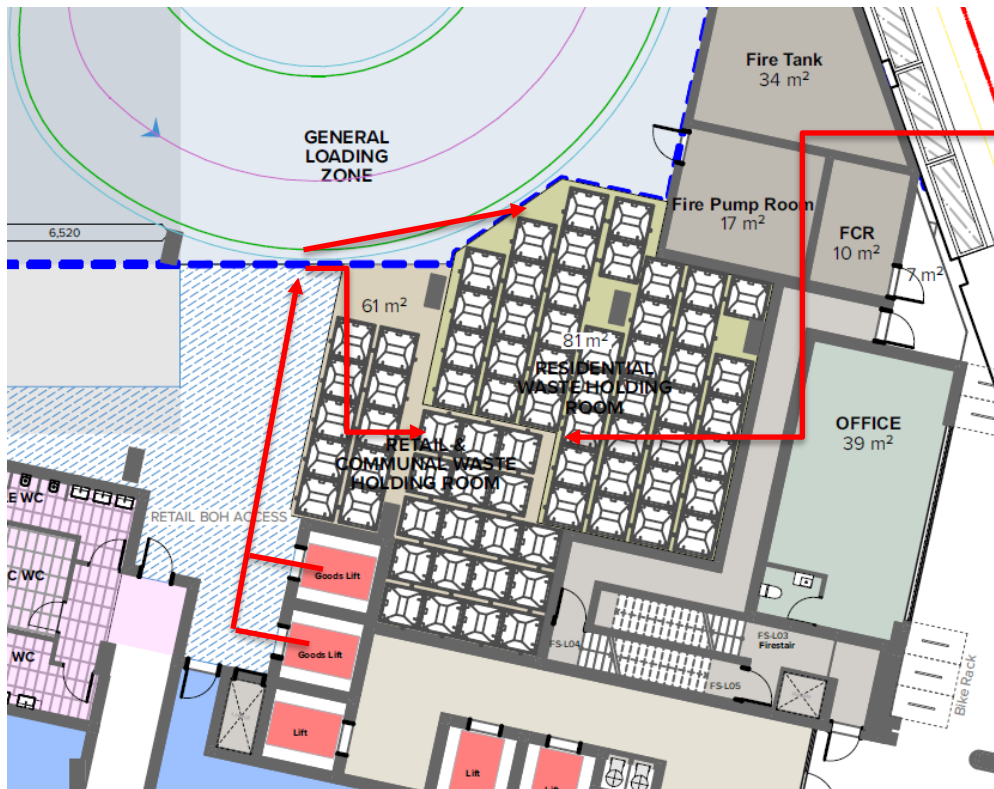 Fire Tank
34 m²
GENERAL
LOADING
ZONE
Fire Pump Room
17 m²
FCR
10 m²
6,520
7 m²
61 m²
81 m²
RESIDENTIAL
WASTE HOLDING
ROOM
OFFICE
39 m²
RETAIL &
COMMUNAL WASTE
HOLDING ROOM
LE WC
RETAIL BOH ACCESS
C WC
WC
Goods Lift
Goods Lift
Lift
FS-L04
FS-L03
Firestair
FS-L05
Bike Rack
Lift
Lift